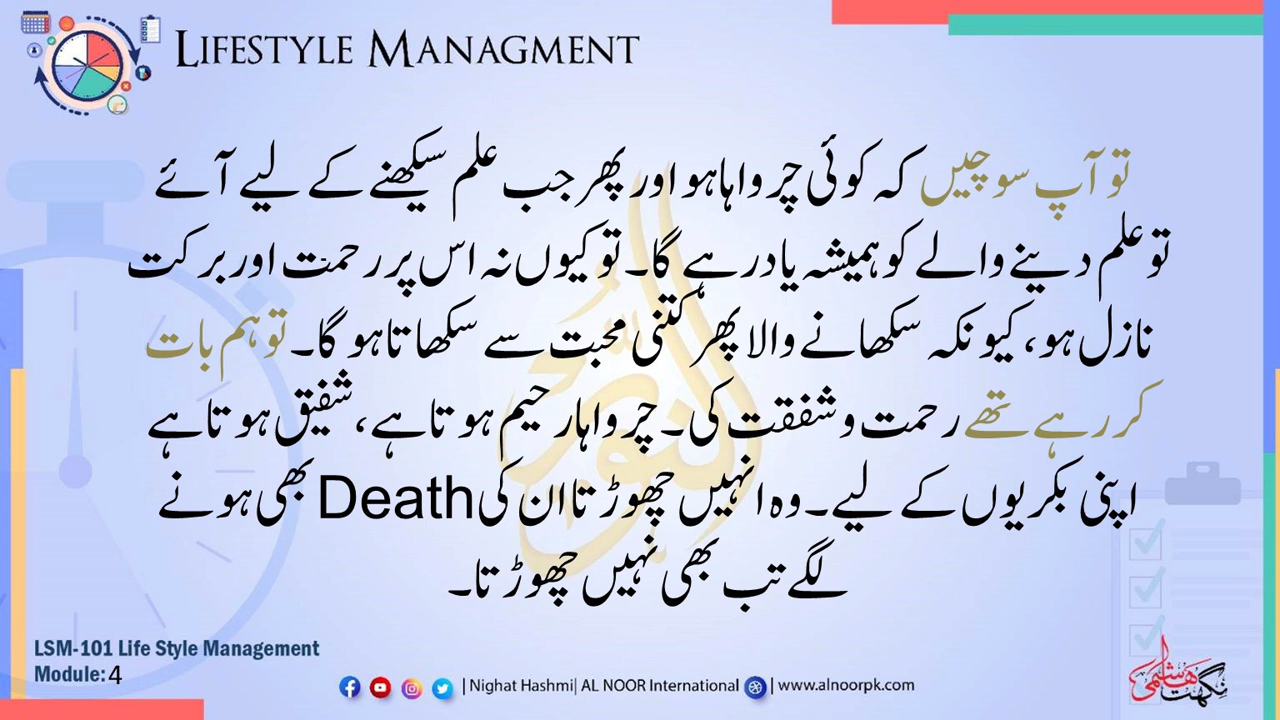 LIFESTYLE MANAGMENT
تو آپ سوچیں کہ کوئی چرواہا ہو اور پھر جب علم سیکھنے کے لیے آئے
تو علم دینے والے کو ہمیشہ یاد رہے گا۔ تو کیوں نہ اس پر رحمت اور برکت
نازل ہو، کیونکہ سکھانے والا پھر کتنی محبت سے سکھاتا ہو گا۔ تو ہم بات
کر رہے تھے رحمت و شفقت کی۔ چرواہا رحیم ہوتا ہے، شفیق ہوتا ہے
اپنی بکریوں کے لیے۔ وہ انہیں چھوڑتا ان کی Death بھی ہونے
لگے تب بھی نہیں چھوڑتا۔
LSM-101 Life Style Management
Module: 4
| Nighat Hashmi| AL NOOR International | www.alnoorpk.com
نگہت ہاشمی